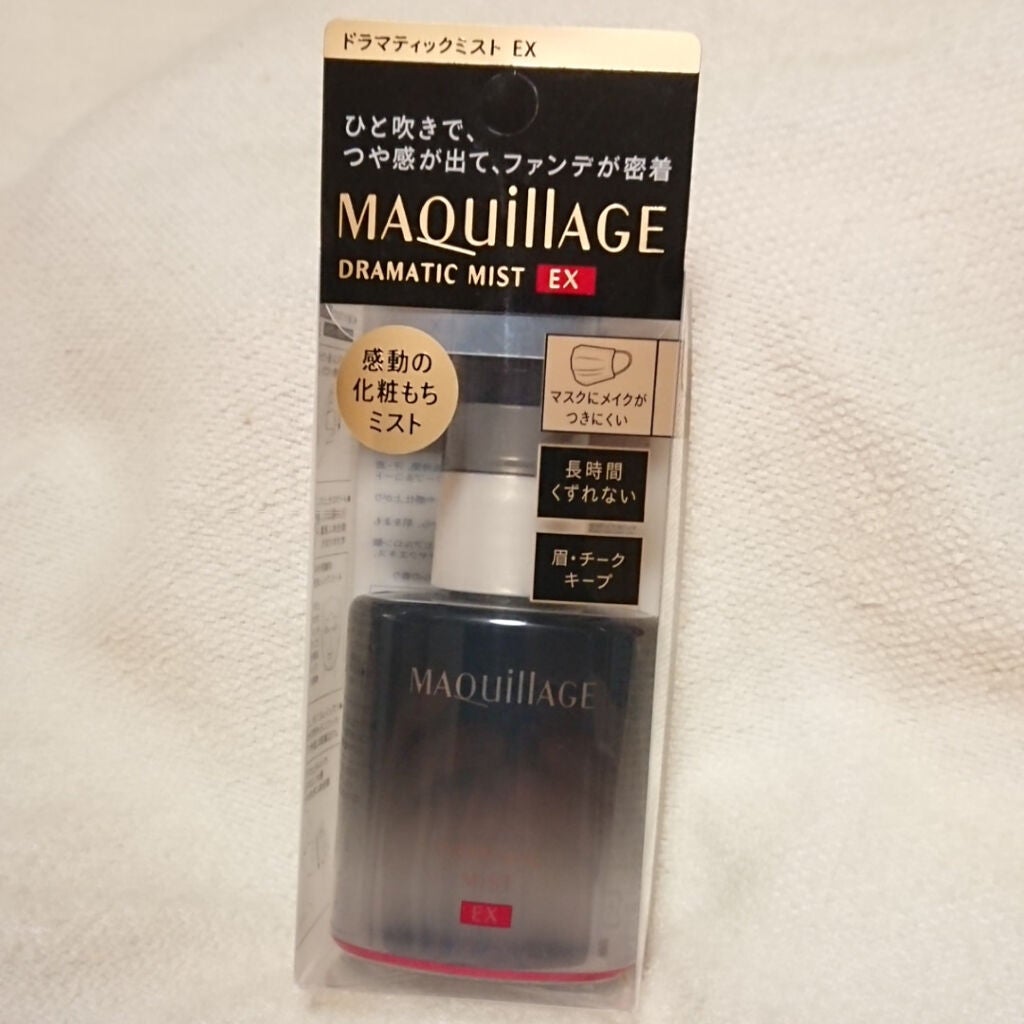 ドラマティックミスト EX
ひと吹きで、
つや感が出て、ファンデが密着
MAQuillAGE
DRAMATIC MIST EX
感動の
化粧もち
ミスト
マスクにメイクが
つきにくい
長時間
くずれない
眉・チーク
キープ
MAQuillAGE
MIST
EX